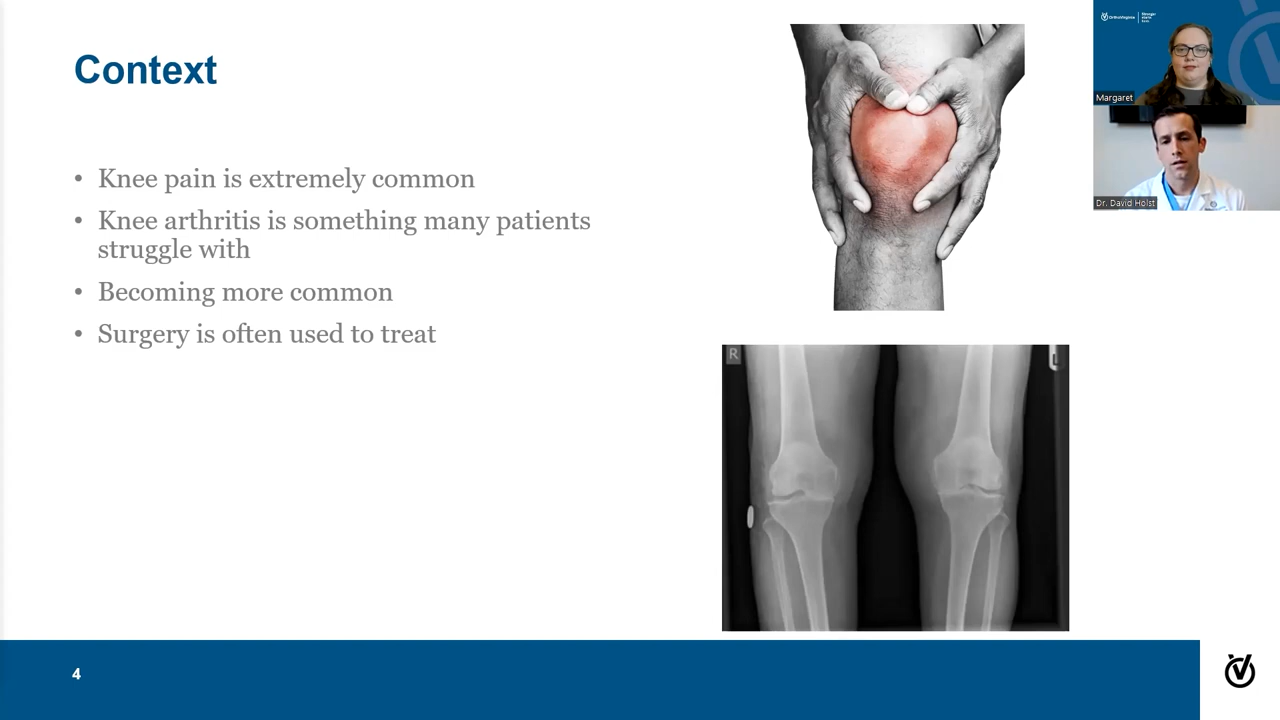 Context
• Knee pain is extremely common
• Knee arthritis is something many patients
struggle with
• Becoming more common
• Surgery is often used to treat
R
L
OrthoVirginia
Margaret
Dr. David Holst
4